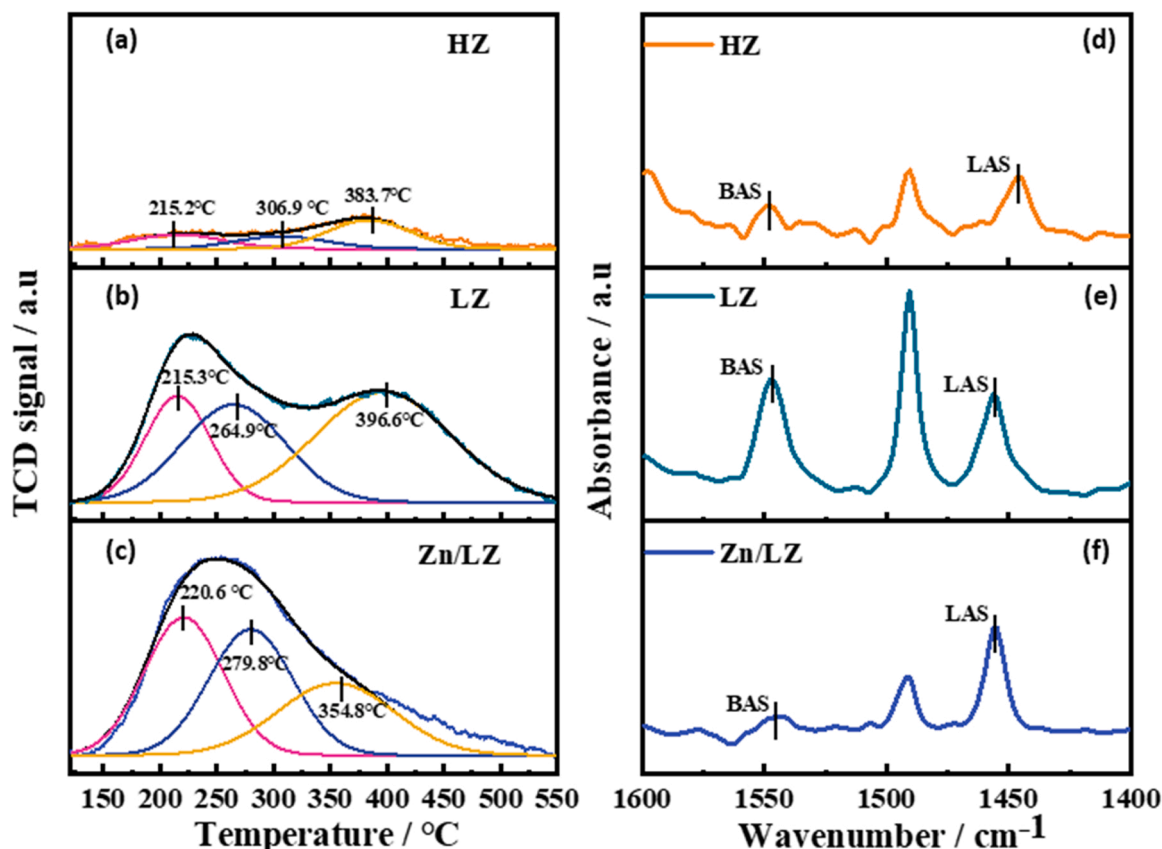 (a)
HZ
215.2°C
306.9 °C
383.7°C
(b)
LZ
215.3°C
264.9°C
396.6°C
(c)
Zn/LZ
220.6 °C
279.8°C
354.8°C
TCD signal / a.u
150 200 250 300 350 400 450 500 550
Temperature / °C
HZ
(d)
BAS
LAS
LZ
(e)
BAS
LAS
Zn/LZ
(f)
BAS
LAS
Absorbance / a.u
1600 1550 1500 1450 1400
Wavenumber / cm⁻¹